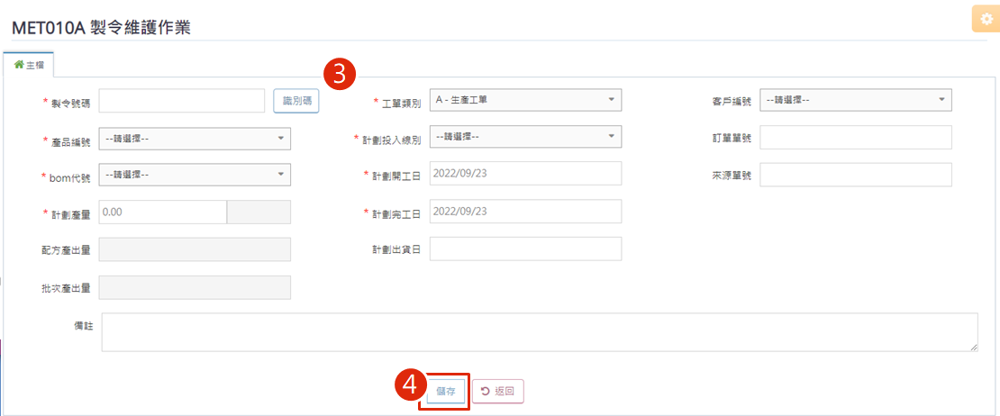 MET010A 製令維護作業
主檔
3
* 製令號碼 識別碼 * 工單類別 A - 生產工單 客戶編號 --請選擇--
* 產品編號 --請選擇-- * 計劃投入線別 --請選擇-- 訂單單號
* bom代號 --請選擇-- * 計劃開工日 2022/09/23 來源單號
* 計劃產量 0.00 * 計劃完工日 2022/09/23
配方產出量 計劃出貨日
批次產出量
備註
4 儲存 返回